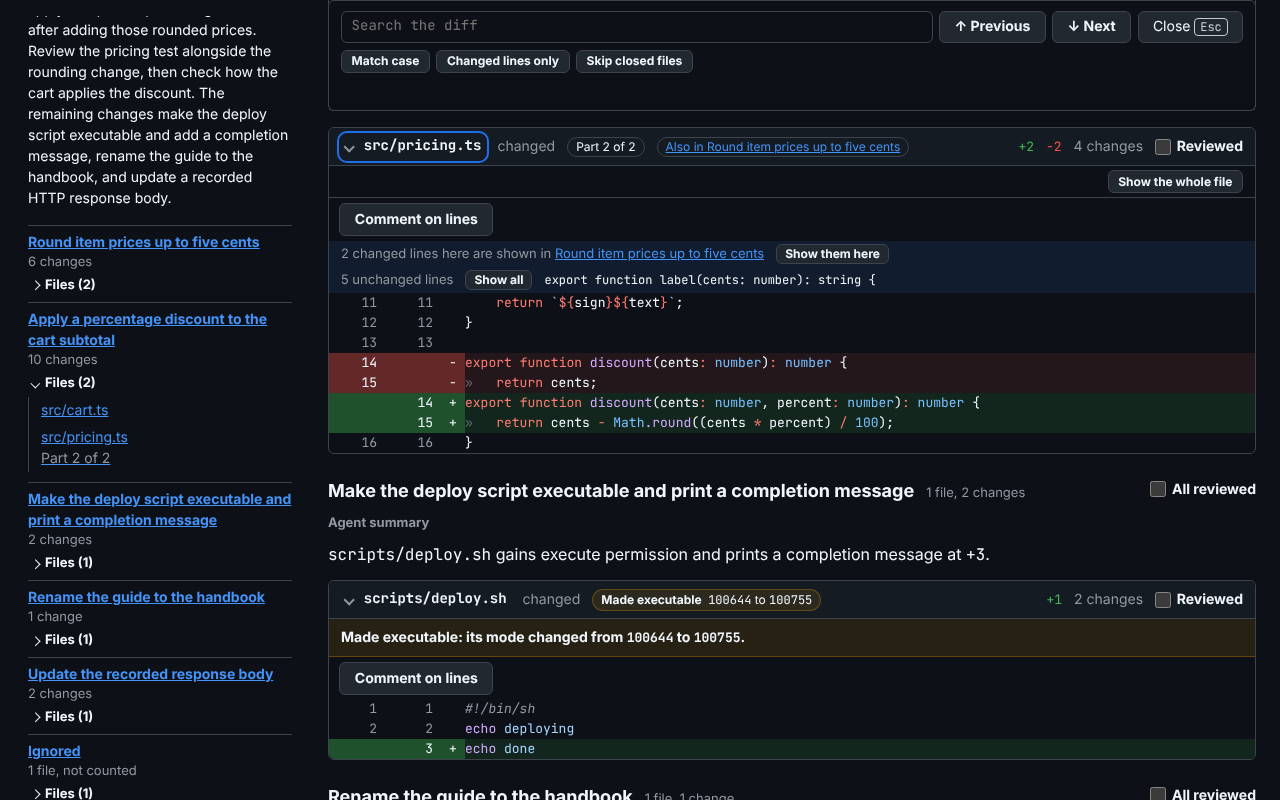 after adding those rounded prices.
Review the pricing test alongside the
rounding change, then check how the
cart applies the discount. The
remaining changes make the deploy
script executable and add a completion
message, rename the guide to the
handbook, and update a recorded
HTTP response body.
Round item prices up to five cents
6 changes
Files (2)
Apply a percentage discount to the
cart subtotal
10 changes
Files (2)
src/cart.ts
src/pricing.ts
Part 2 of 2
Make the deploy script executable and
print a completion message
2 changes
Files (1)
Rename the guide to the handbook
1 change
Files (1)
Update the recorded response body
2 changes
Files (1)
Ignored
1 file, not counted
Files (1)
Search the diff ↑ Previous ↓ Next Close Esc
Match case Changed lines only Skip closed files
src/pricing.ts changed Part 2 of 2 Also in Round item prices up to five cents +2 -2 4 changes Reviewed
Show the whole file
Comment on lines
2 changed lines here are shown in Round item prices up to five cents Show them here
5 unchanged lines Show all export function label(cents: number): string {
11 11 return `${sign}${text}`;
12 12 }
13 13
14 - export function discount(cents: number): number {
15 - » return cents;
14 + export function discount(cents: number, percent: number): number {
15 + » return cents - Math.round((cents * percent) / 100);
16 16 }
Make the deploy script executable and print a completion message 1 file, 2 changes All reviewed
Agent summary
scripts/deploy.sh gains execute permission and prints a completion message at +3.
scripts/deploy.sh changed Made executable 100644 to 100755 +1 2 changes Reviewed
Made executable: its mode changed from 100644 to 100755.
Comment on lines
1 1 #!/bin/sh
2 2 echo deploying
3 + echo done
Rename the guide to the handbook 1 file, 1 change All reviewed